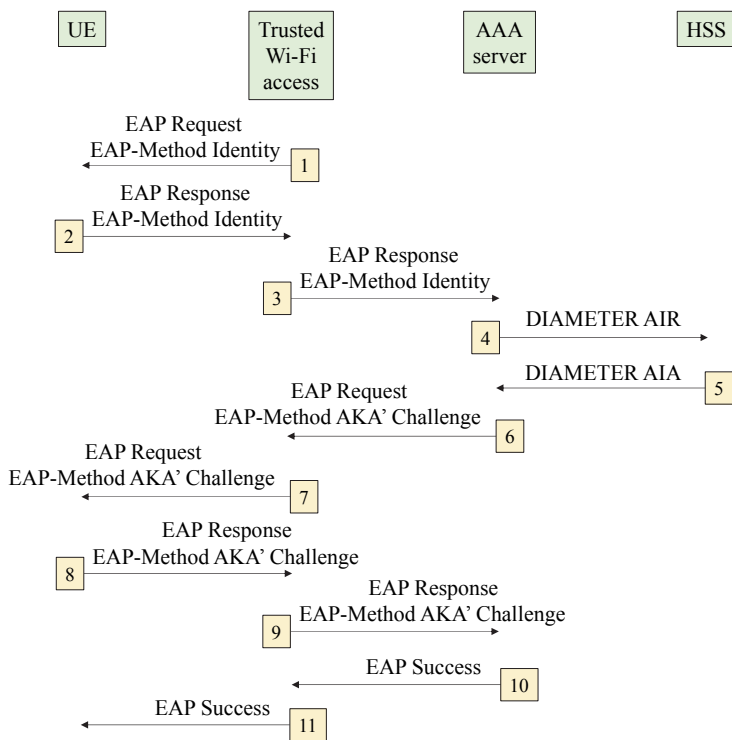 UE
Trusted
Wi-Fi
access
AAA
server
HSS
EAP Request
EAP-Method Identity
1
EAP Response
2
EAP-Method Identity
EAP Response
EAP-Method Identity
3
DIAMETER AIR
4
DIAMETER AIA
5
EAP Request
EAP-Method AKA’ Challenge
6
EAP Request
EAP-Method AKA’ Challenge
7
EAP Response
EAP-Method AKA’ Challenge
8
EAP Response
EAP-Method AKA’ Challenge
9
EAP Success
10
EAP Success
11